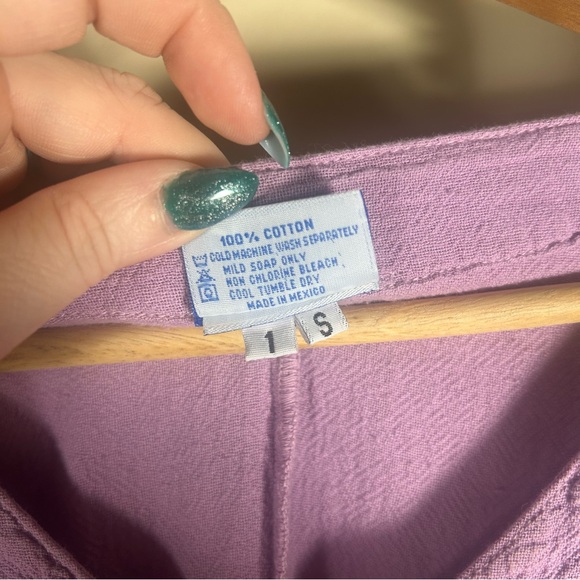 100% COTTON
COLD MACHINE WASH SEPARATELY
MILD SOAP ONLY
NON CHLORINE BLEACH
COOL TUMBLE DRY
MADE IN MEXICO
1 S